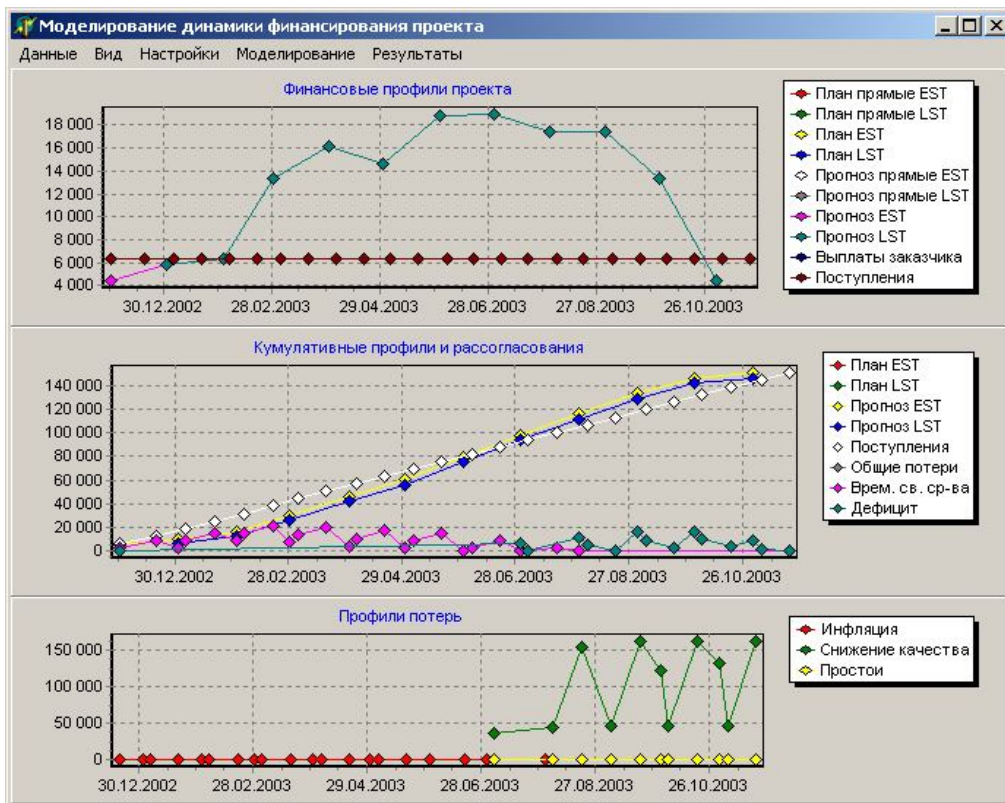 Моделирование динамики финансирования проекта
Данные Вид Настройки Моделирование Результаты
Финансовые профили проекта
18 000
16 000
14 000
12 000
10 000
8 000
6 000
4 000
30.12.2002 28.02.2003 29.04.2003 28.06.2003 27.08.2003 26.10.2003
План прямые EST
План прямые LST
План EST
План LST
Прогноз прямые EST
Прогноз прямые LST
Прогноз EST
Прогноз LST
Выплаты заказчика
Поступления
Кумулятивные профили и рассогласования
140 000
120 000
100 000
80 000
60 000
40 000
20 000
0
30.12.2002 28.02.2003 29.04.2003 28.06.2003 27.08.2003 26.10.2003
План EST
План LST
Прогноз EST
Прогноз LST
Поступления
Общие потери
Врем. св. ср-ва
Дефицит
Профили потерь
150 000
100 000
50 000
0
30.12.2002 28.02.2003 29.04.2003 28.06.2003 27.08.2003 26.10.2003
Инфляция
Снижение качества
Простои